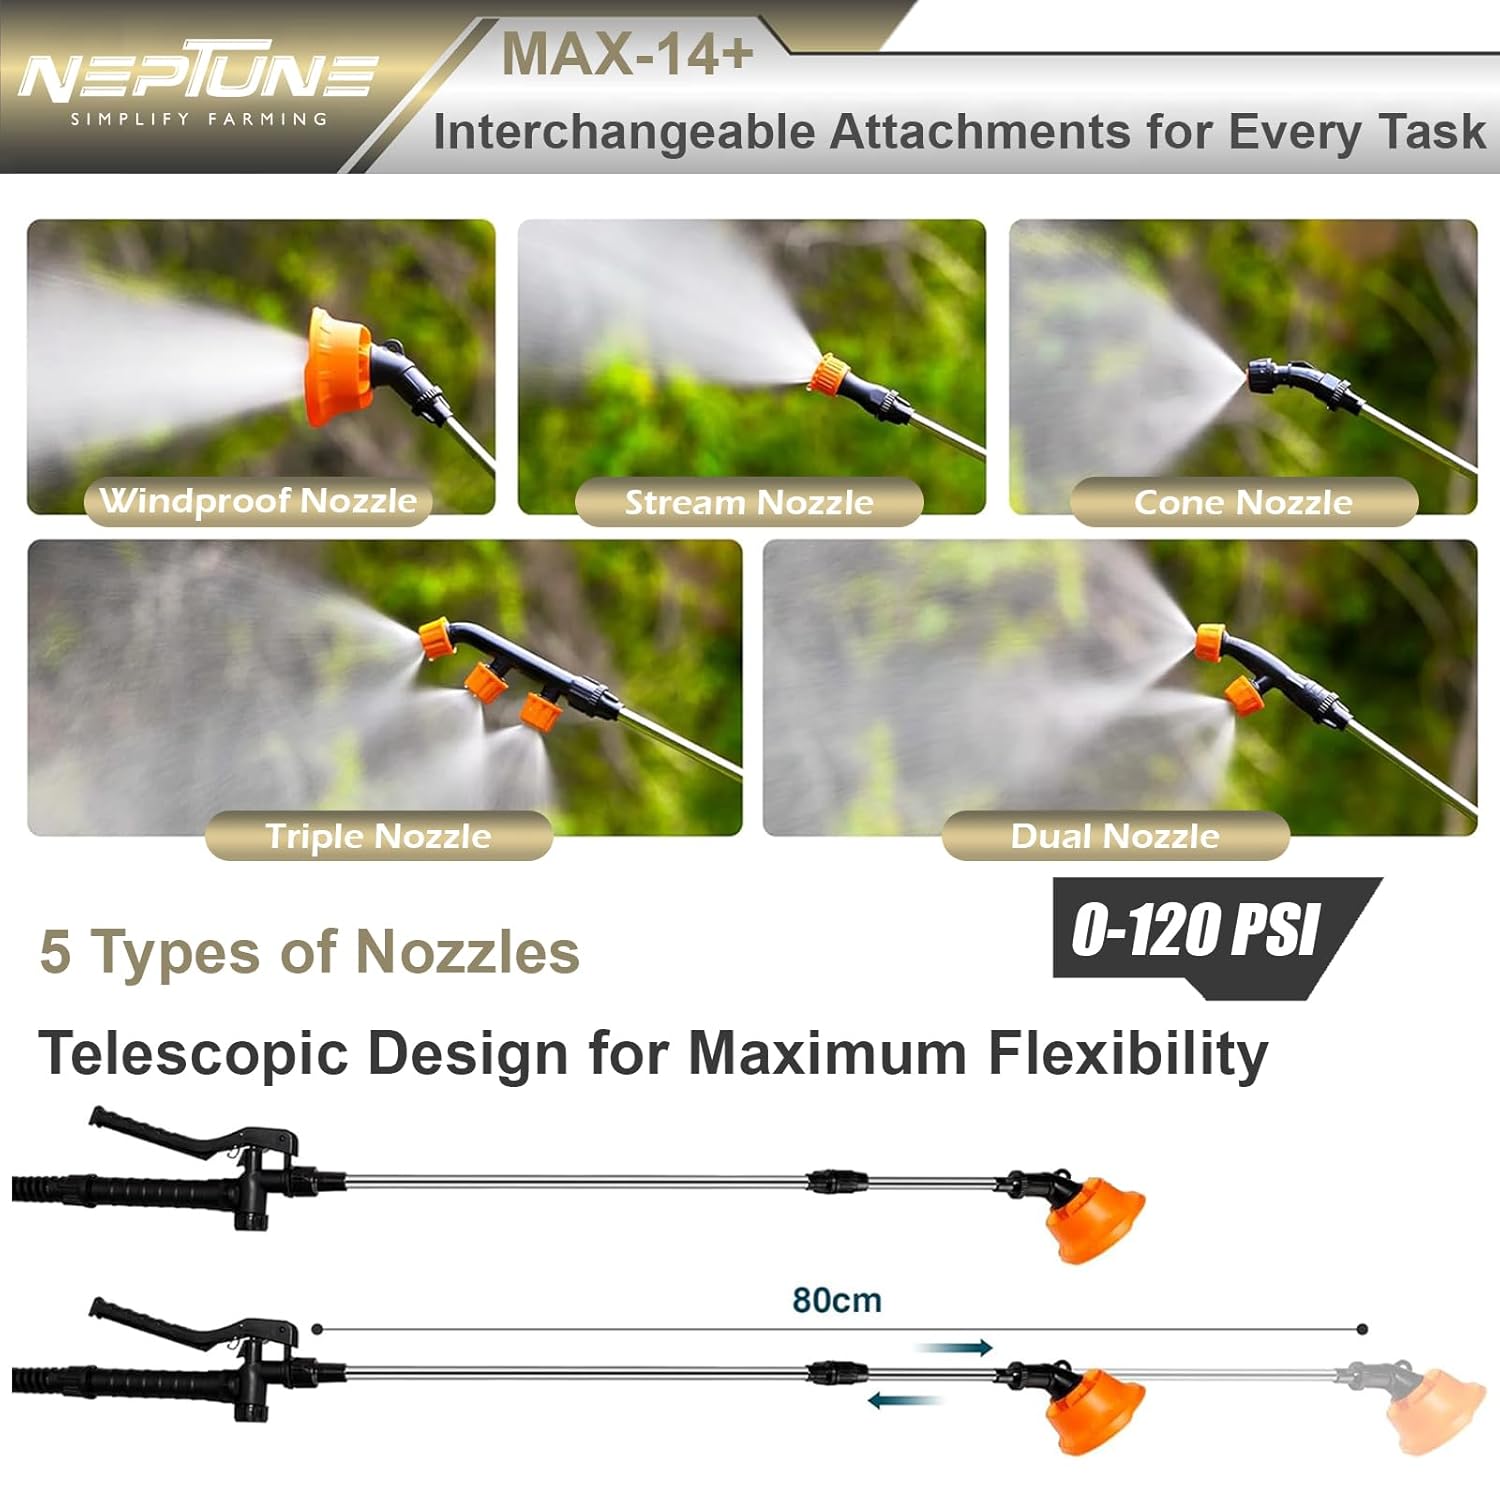 NEPTUNE
SIMPLIFY FARMING
MAX-14+
Interchangeable Attachments for Every Task
Windproof Nozzle
Stream Nozzle
Cone Nozzle
Triple Nozzle
Dual Nozzle
0-120 PSI
5 Types of Nozzles
Telescopic Design for Maximum Flexibility
80cm